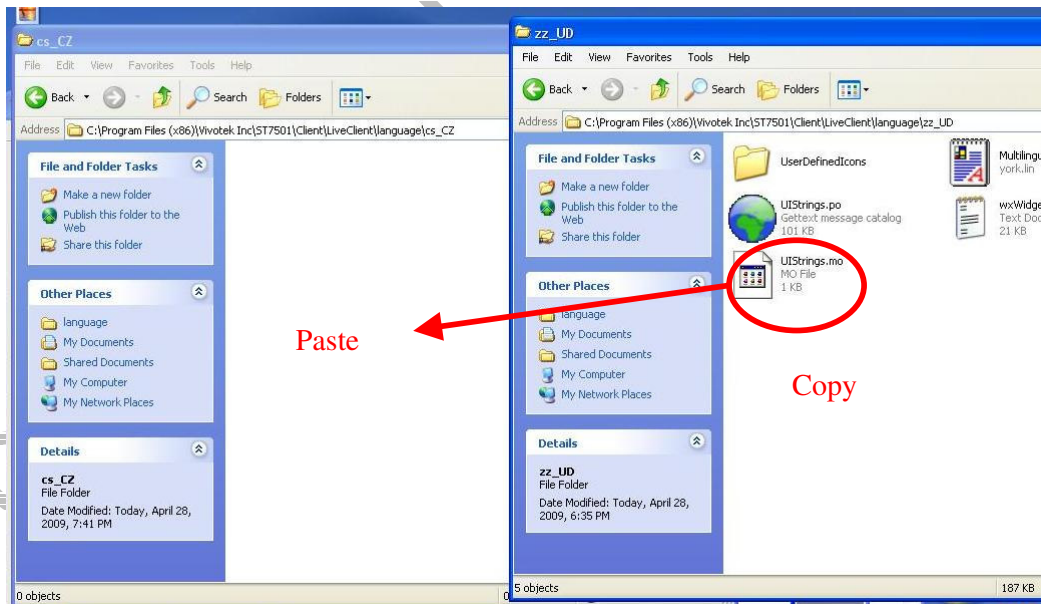 cs_CZ
File Edit View Favorites Tools Help
Back Search Folders
Address C:\Program Files (x86)\Vivotek Inc\ST7501\Client\LiveClient\language\cs_CZ
File and Folder Tasks
Make a new folder
Publish this folder to the
Web
Share this folder
Other Places
language
My Documents
Shared Documents
My Computer
My Network Places
Details
cs_CZ
File Folder
Date Modified: Today, April 28,
2009, 7:41 PM
0 objects
0
Paste
zz_UD
File Edit View Favorites Tools Help
Back Search Folders
Address C:\Program Files (x86)\Vivotek Inc\ST7501\Client\LiveClient\language\zz_UD
File and Folder Tasks
Make a new folder
Publish this folder to the
Web
Share this folder
Other Places
language
My Documents
Shared Documents
My Computer
My Network Places
Details
zz_UD
File Folder
Date Modified: Today, April 28,
2009, 6:35 PM
UserDefinedIcons
Multilingu
york.lin
UIStrings.po
Gettext message catalog
101 KB
wxWidge
Text Doc
21 KB
UIStrings.mo
MO File
1 KB
Copy
5 objects
187 KB